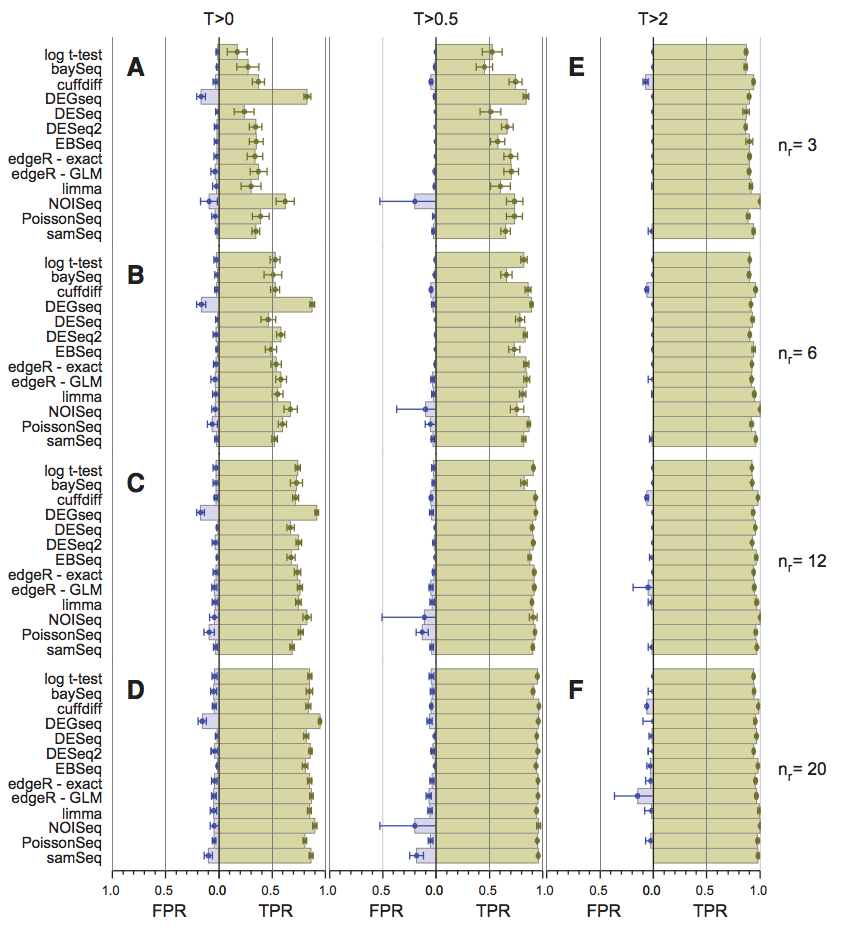 T>0 T>0.5 T>2
A E
log t-test
baySeq
cuffdiff
DEGseq
DESeq
DESeq2
EBSeq
edgeR - exact
edgeR - GLM
limma
NOISeq
PoissonSeq
samSeq
nr= 3
B
log t-test
baySeq
cuffdiff
DEGseq
DESeq
DESeq2
EBSeq
edgeR - exact
edgeR - GLM
limma
NOISeq
PoissonSeq
samSeq
nr= 6
C
log t-test
baySeq
cuffdiff
DEGseq
DESeq
DESeq2
EBSeq
edgeR - exact
edgeR - GLM
limma
NOISeq
PoissonSeq
samSeq
nr= 12
D F
log t-test
baySeq
cuffdiff
DEGseq
DESeq
DESeq2
EBSeq
edgeR - exact
edgeR - GLM
limma
NOISeq
PoissonSeq
samSeq
nr= 20
1.0 0.5 0.0 0.5 1.0 0.5 0.0 0.5 1.0 0.5 0.0 0.5 1.0
FPR TPR FPR TPR FPR TPR